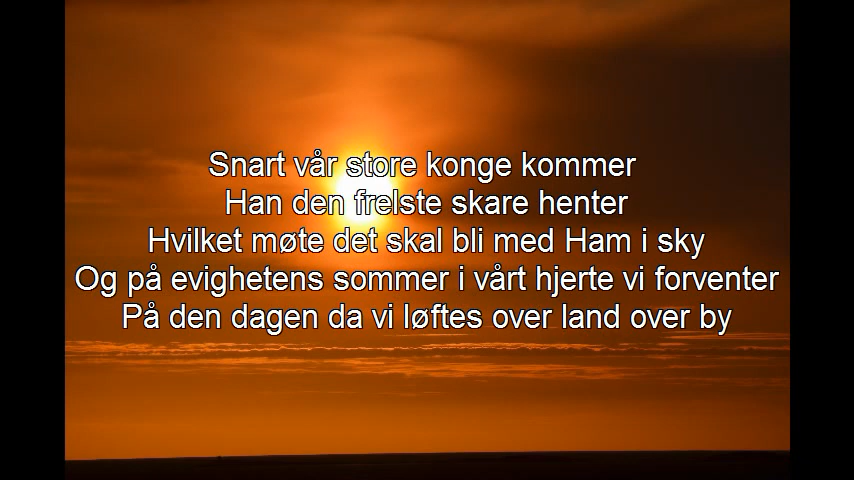 Snart vår store konge kommer
Han den frelste skare henter
Hvilket møte det skal bli med Ham i sky
Og på evighetens sommer i vårt hjerte vi forventer
På den dagen da vi løftes over land over by